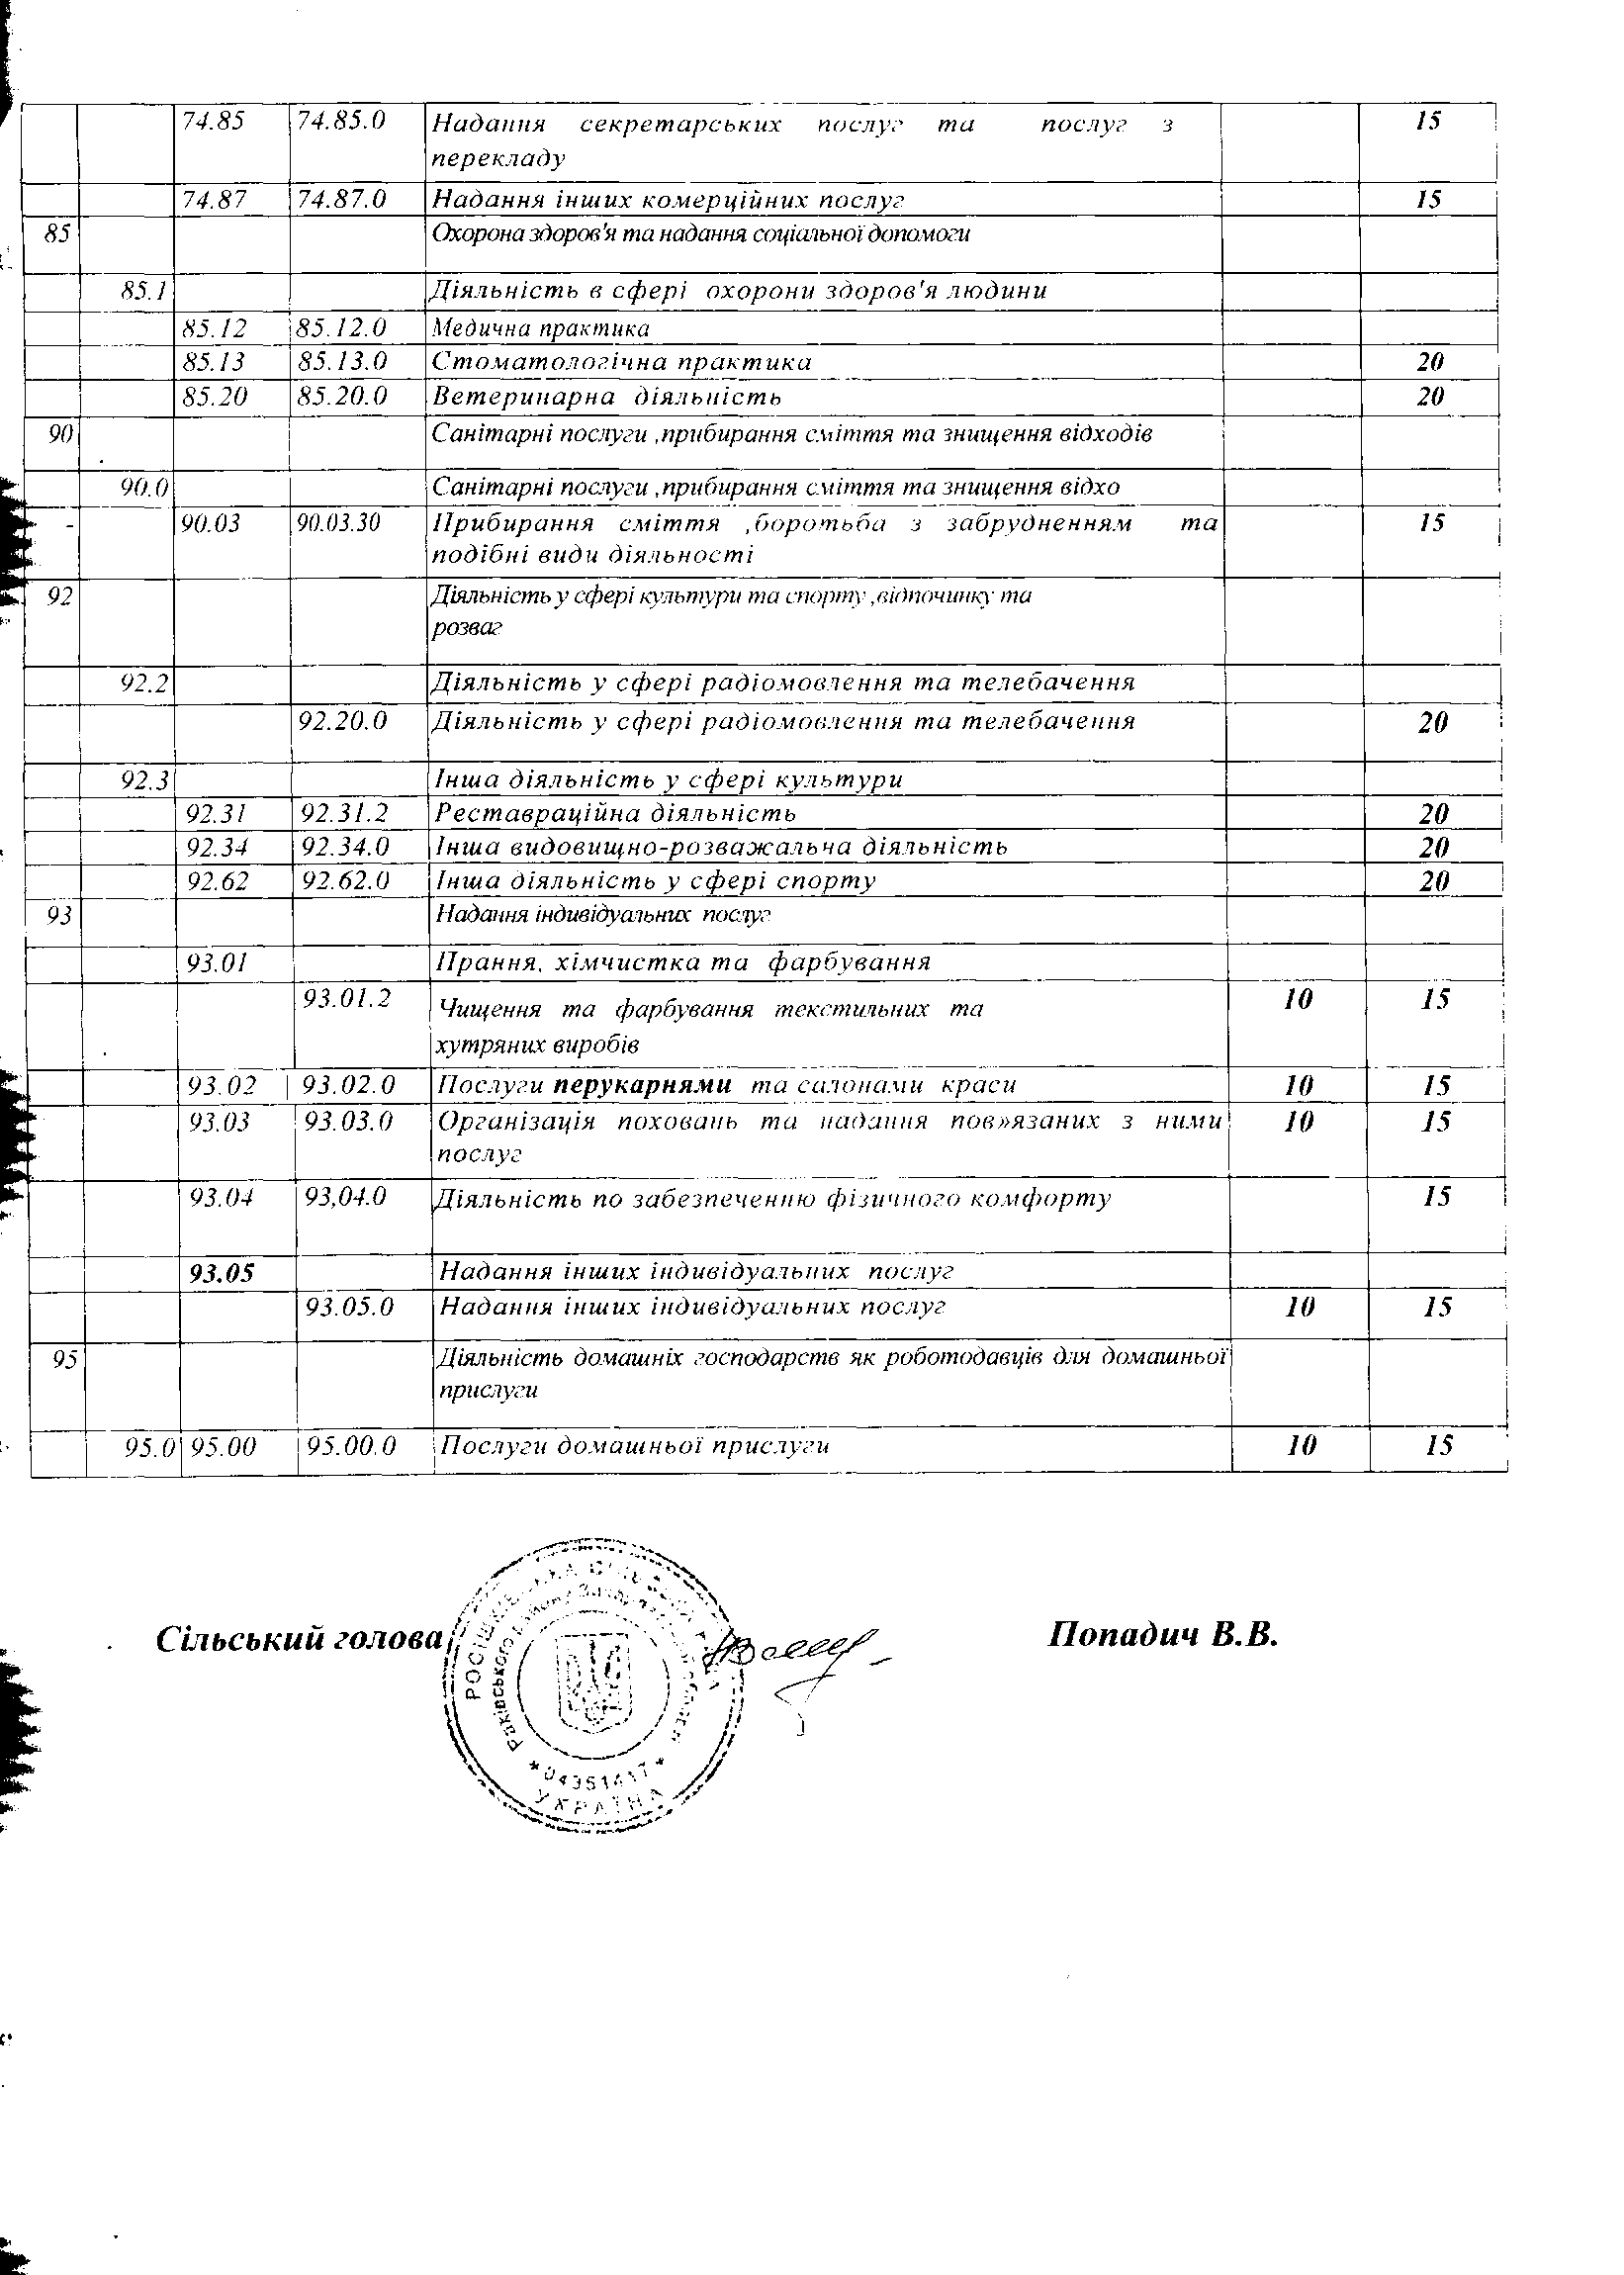 74.85 74.85.0 Надання секретарських послуг та послуг з 15
перекладу
74.87 74.87.0 Надання інших комерційних послуг 15
85 Охорона здоров'я та надання соціальної допомоги
85.1 Діяльність в сфері охорони здоров'я людини
85.12 85.12.0 Медична практика
85.13 85.13.0 Стоматологічна практика 20
85.20 85.20.0 Ветеринарна діяльність 20
90 Санітарні послуги ,прибирання сміття та знищення відходів
90.0 Санітарні послуги ,прибирання сміття та знищення відхо
- 90.03 90.03.30 Прибирання сміття ,боротьба з забрудненням та 15
подібні види діяльності
92 Діяльність у сфері культури та спорту ,відпочинку та
розваг
92.2 Діяльність у сфері радіомовлення та телебачення
92.20.0 Діяльність у сфері радіомовлення та телебачення 20
92.3 Інша діяльність у сфері культури
92.31 92.31.2 Реставраційна діяльність 20
92.34 92.34.0 Інша видовищно-розважальна діяльність 20
92.62 92.62.0 Інша діяльність у сфері спорту 20
93 Надання індивідуальних послуг
93.01 Прання. хімчистка та фарбування
93.01.2 Чищення та фарбування текстильних та 10 15
хутряних виробів
93.02 93.02.0 Послуги перукарнями та салонами краси 10 15
93.03 93.03.0 Організація поховань та надання пов»язаних з ними 10 15
послуг
93.04 93,04.0 Діяльність по забезпеченню фізичного комфорту 15
93.05 Надання інших індивідуальних послуг
93.05.0 Надання інших індивідуальних послуг 10 15
95 Діяльність домашніх господарств як роботодавців для домашньої
прислуги
95.0 95.00 95.00.0 Послуги домашньої прислуги 10 15
Сільський голова Попадич В.В.
Рахівського
УКРАЇНА